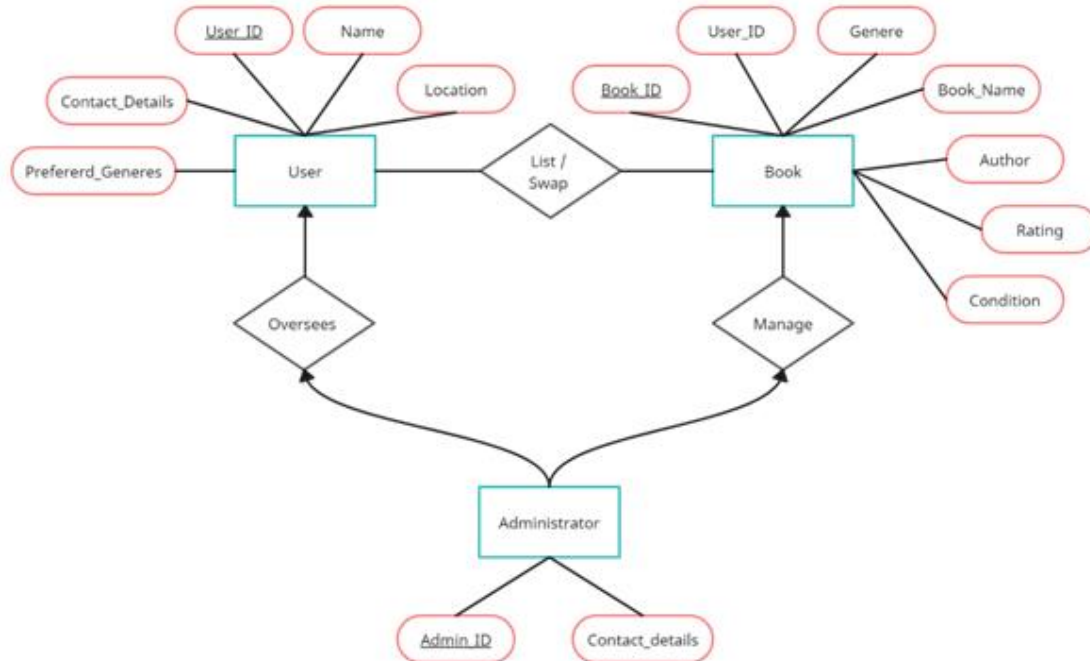 User_ID
Name
User_ID
Genere
Contact_Details
Location
Book_ID
Book_Name
Prefererd_Generes
User
List /
Swap
Book
Author
Rating
Condition
Oversees
Manage
Administrator
Admin_ID
Contact_details